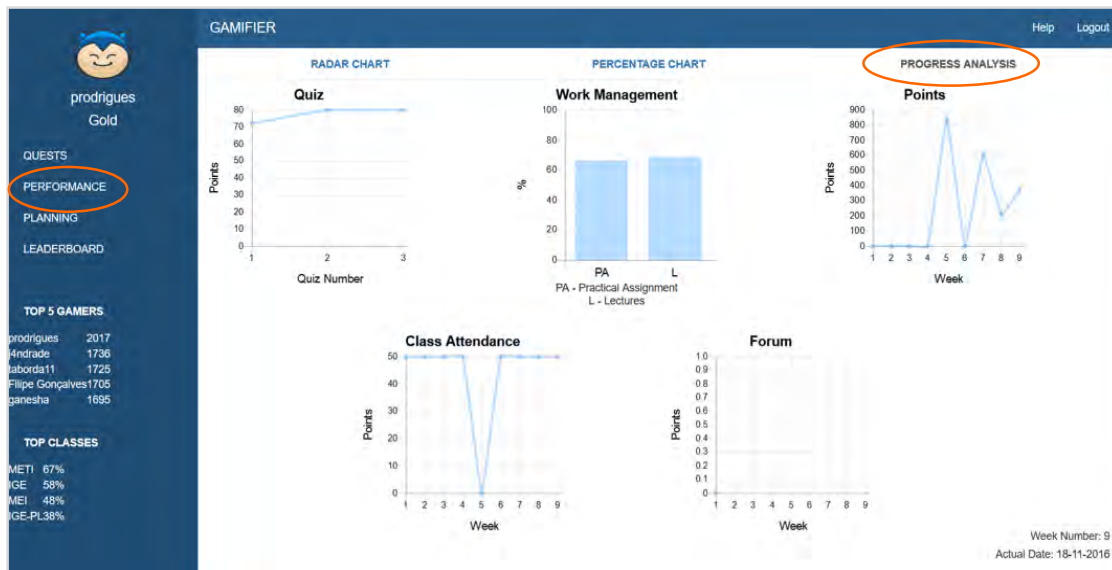 GAMIFIER
Help
Logout
prodrigues
Gold
QUESTS
PERFORMANCE
PLANNING
LEADERBOARD
TOP 5 GAMERS
prodrigues 2017
j4ndrade 1736
taborda11 1725
Filipe Gonçalves1705
ganesha 1695
TOP CLASSES
METI 67%
IGE 58%
MEI 48%
IGE-PL38%
RADAR CHART
PERCENTAGE CHART
PROGRESS ANALYSIS
Quiz
80
70
60
50
40
30
20
10
0
Points
1 2 3
Quiz Number
Work Management
100
80
60
40
20
0
%
PA L
PA - Practical Assignment
L - Lectures
Points
900
800
700
600
500
400
300
200
100
0
Points
1 2 3 4 5 6 7 8 9
Week
Class Attendance
50
40
30
20
10
0
Points
1 2 3 4 5 6 7 8 9
Week
Forum
1.0
0.9
0.8
0.7
0.6
0.5
0.4
0.3
0.2
0.1
0
Points
1 2 3 4 5 6 7 8 9
Week
Week Number: 9
Actual Date: 18-11-2016